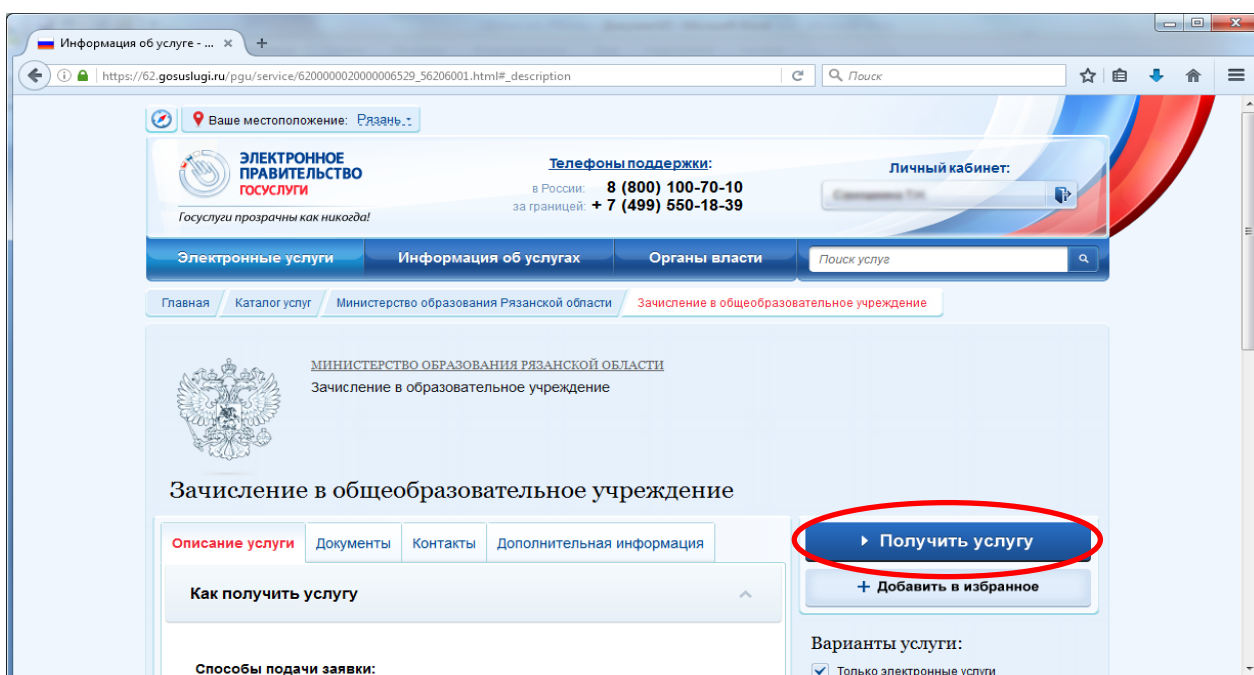 Информация об услуге - ...
https://62.gosuslugi.ru/pgu/service/6200000020000006529_56206001.html#_description
Поиск
Ваше местоположение: Рязань
ЭЛЕКТРОННОЕ
ПРАВИТЕЛЬСТВО
ГОСУСЛУГИ
Госуслуги прозрачны как никогда!
Телефоны поддержки:
в России: 8 (800) 100-70-10
за границей: + 7 (499) 550-18-39
Личный кабинет:
Электронные услуги Информация об услугах Органы власти Поиск услуг
Главная Каталог услуг Министерство образования Рязанской области Зачисление в общеобразовательное учреждение
МИНИСТЕРСТВО ОБРАЗОВАНИЯ РЯЗАНСКОЙ ОБЛАСТИ
Зачисление в образовательное учреждение
Зачисление в общеобразовательное учреждение
Описание услуги Документы Контакты Дополнительная информация
Получить услугу
+ Добавить в избранное
Как получить услугу
Варианты услуги:
Только электронные услуги
Способы подачи заявки: